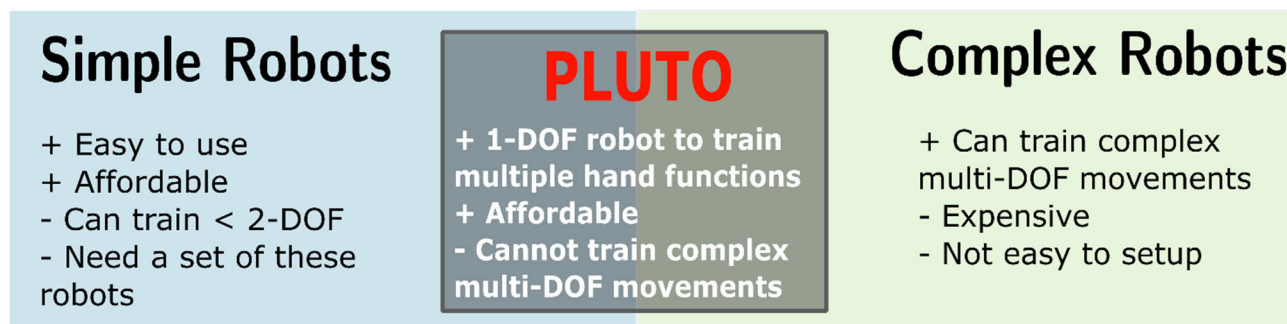 Simple Robots
+ Easy to use
+ Affordable
- Can train < 2-DOF
- Need a set of these
robots
PLUTO
+ 1-DOF robot to train
multiple hand functions
+ Affordable
- Cannot train complex
multi-DOF movements
Complex Robots
+ Can train complex
multi-DOF movements
- Expensive
- Not easy to setup